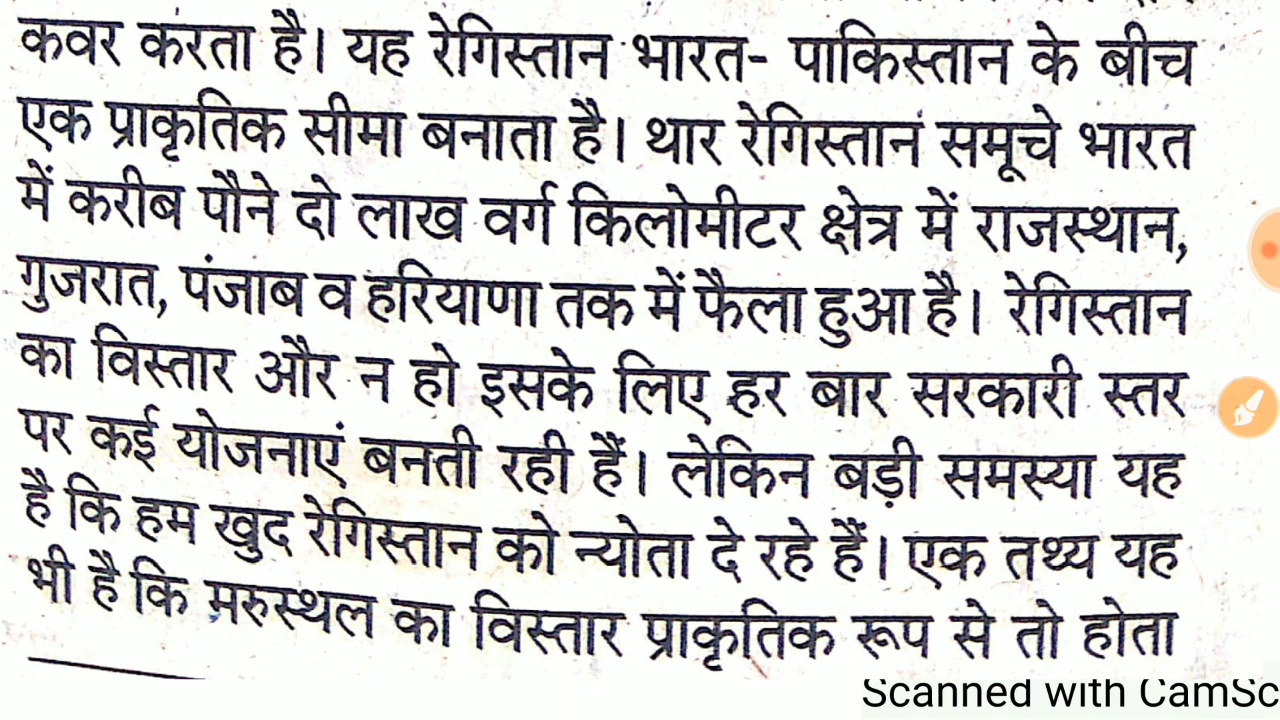 कवर करता है। यह रेगिस्तान भारत- पाकिस्तान के बीच
एक प्राकृतिक सीमा बनाता है। थार रेगिस्तान समूचे भारत
में करीब पौने दो लाख वर्ग किलोमीटर क्षेत्र में राजस्थान,
गुजरात, पंजाब व हरियाणा तक में फैला हुआ है। रेगिस्तान
का विस्तार और न हो इसके लिए हर बार सरकारी स्तर
पर कई योजनाएं बनती रही हैं। लेकिन बड़ी समस्या यह
है कि हम खुद रेगिस्तान को न्योता दे रहे हैं। एक तथ्य यह
भी है कि मरुस्थल का विस्तार प्राकृतिक रूप से तो होता
Scanned with CamSc